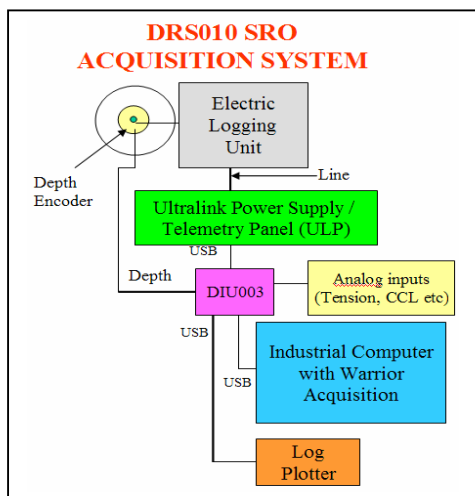 DRS010 SRO
ACQUISITION SYSTEM
Electric
Logging
Unit
Depth
Encoder
Line
Ultralink Power Supply /
Telemetry Panel (ULP)
USB
Depth
DIU003
Analog inputs
(Tension, CCL etc)
USB
USB
Industrial Computer
with Warrior
Acquisition
Log
Plotter